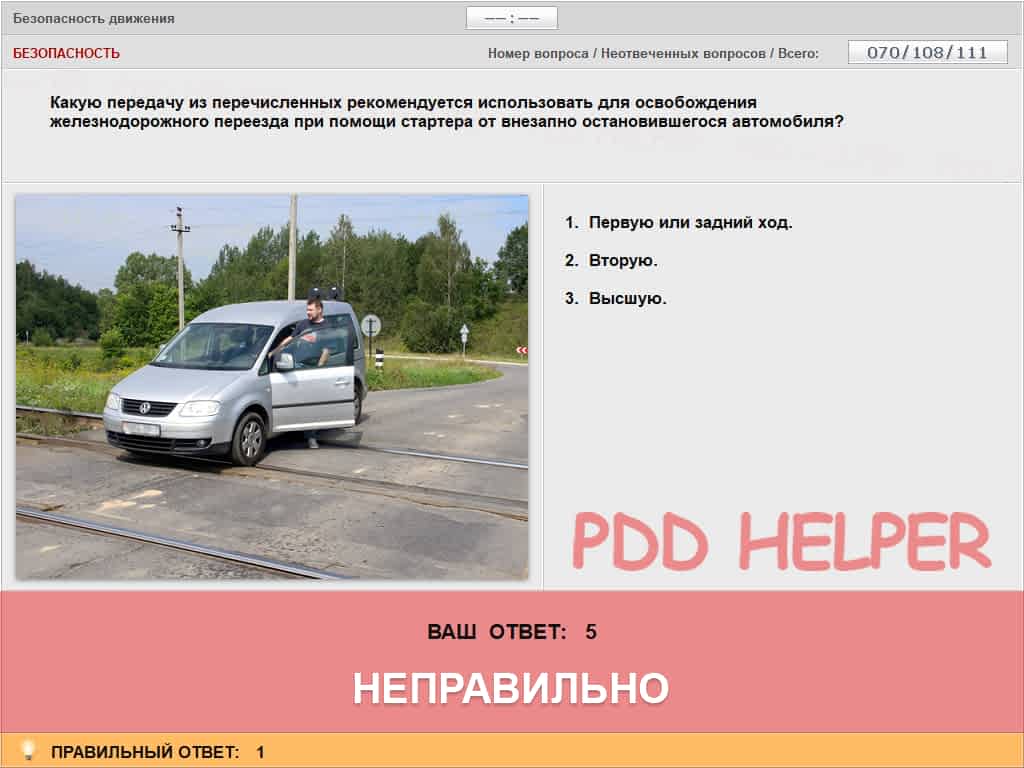 Безопасность движения
––:––
БЕЗОПАСНОСТЬ
Номер вопроса / Неотвеченных вопросов / Всего:
070/108/111
Какую передачу из перечисленных рекомендуется использовать для освобождения
железнодорожного переезда при помощи стартера от внезапно остановившегося автомобиля?
1. Первую или задний ход.
2. Вторую.
3. Высшую.
PDD HELPER
ВАШ ОТВЕТ: 5
НЕПРАВИЛЬНО
ПРАВИЛЬНЫЙ ОТВЕТ: 1